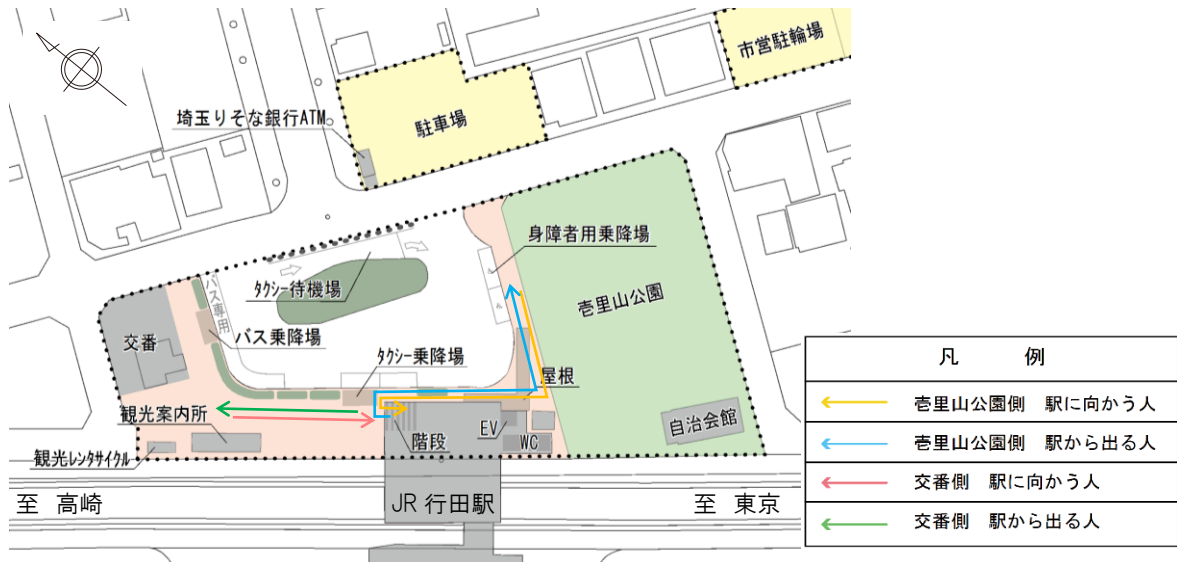 市営駐輪場
埼玉りそな銀行ATM
駐車場
身障者用乗降場
タクシー待機場
壱里山公園
バス専用
バス乗降場
交番
タクシー乗降場
屋根
観光案内所
階段
EV
WC
自治会館
観光レンタサイクル
至 高崎
JR 行田駅
至 東京
凡 例
壱里山公園側 駅に向かう人
壱里山公園側 駅から出る人
交番側 駅に向かう人
交番側 駅から出る人